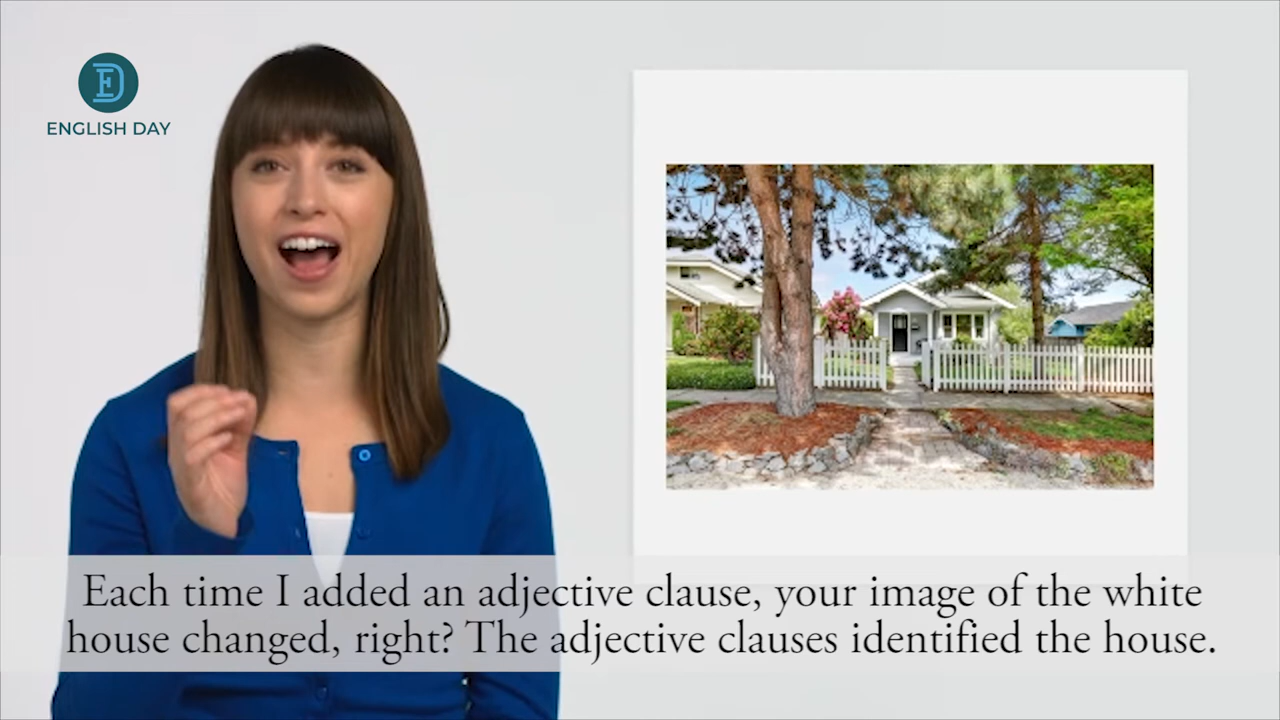 ENGLISH DAY
Each time I added an adjective clause, your image of the white
house changed, right? The adjective clauses identified the house.